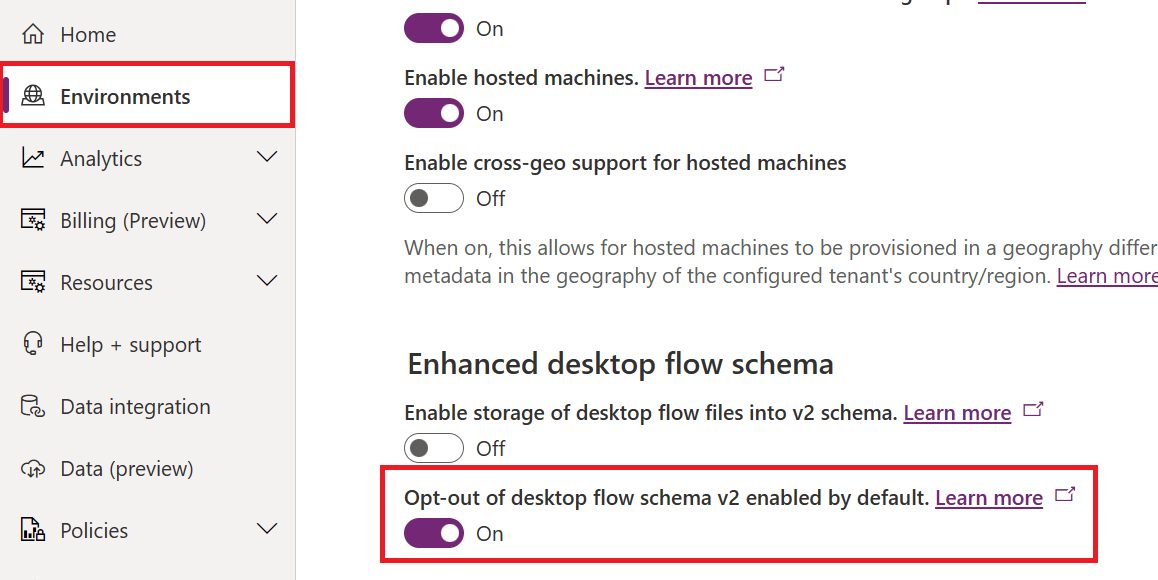 Home
Environments
Analytics
Billing (Preview)
Resources
Help + support
Data integration
Data (preview)
Policies
On
Enable hosted machines. Learn more
On
Enable cross-geo support for hosted machines
Off
When on, this allows for hosted machines to be provisioned in a geography differ
metadata in the geography of the configured tenant's country/region. Learn more
Enhanced desktop flow schema
Enable storage of desktop flow files into v2 schema. Learn more
Off
Opt-out of desktop flow schema v2 enabled by default. Learn more
On